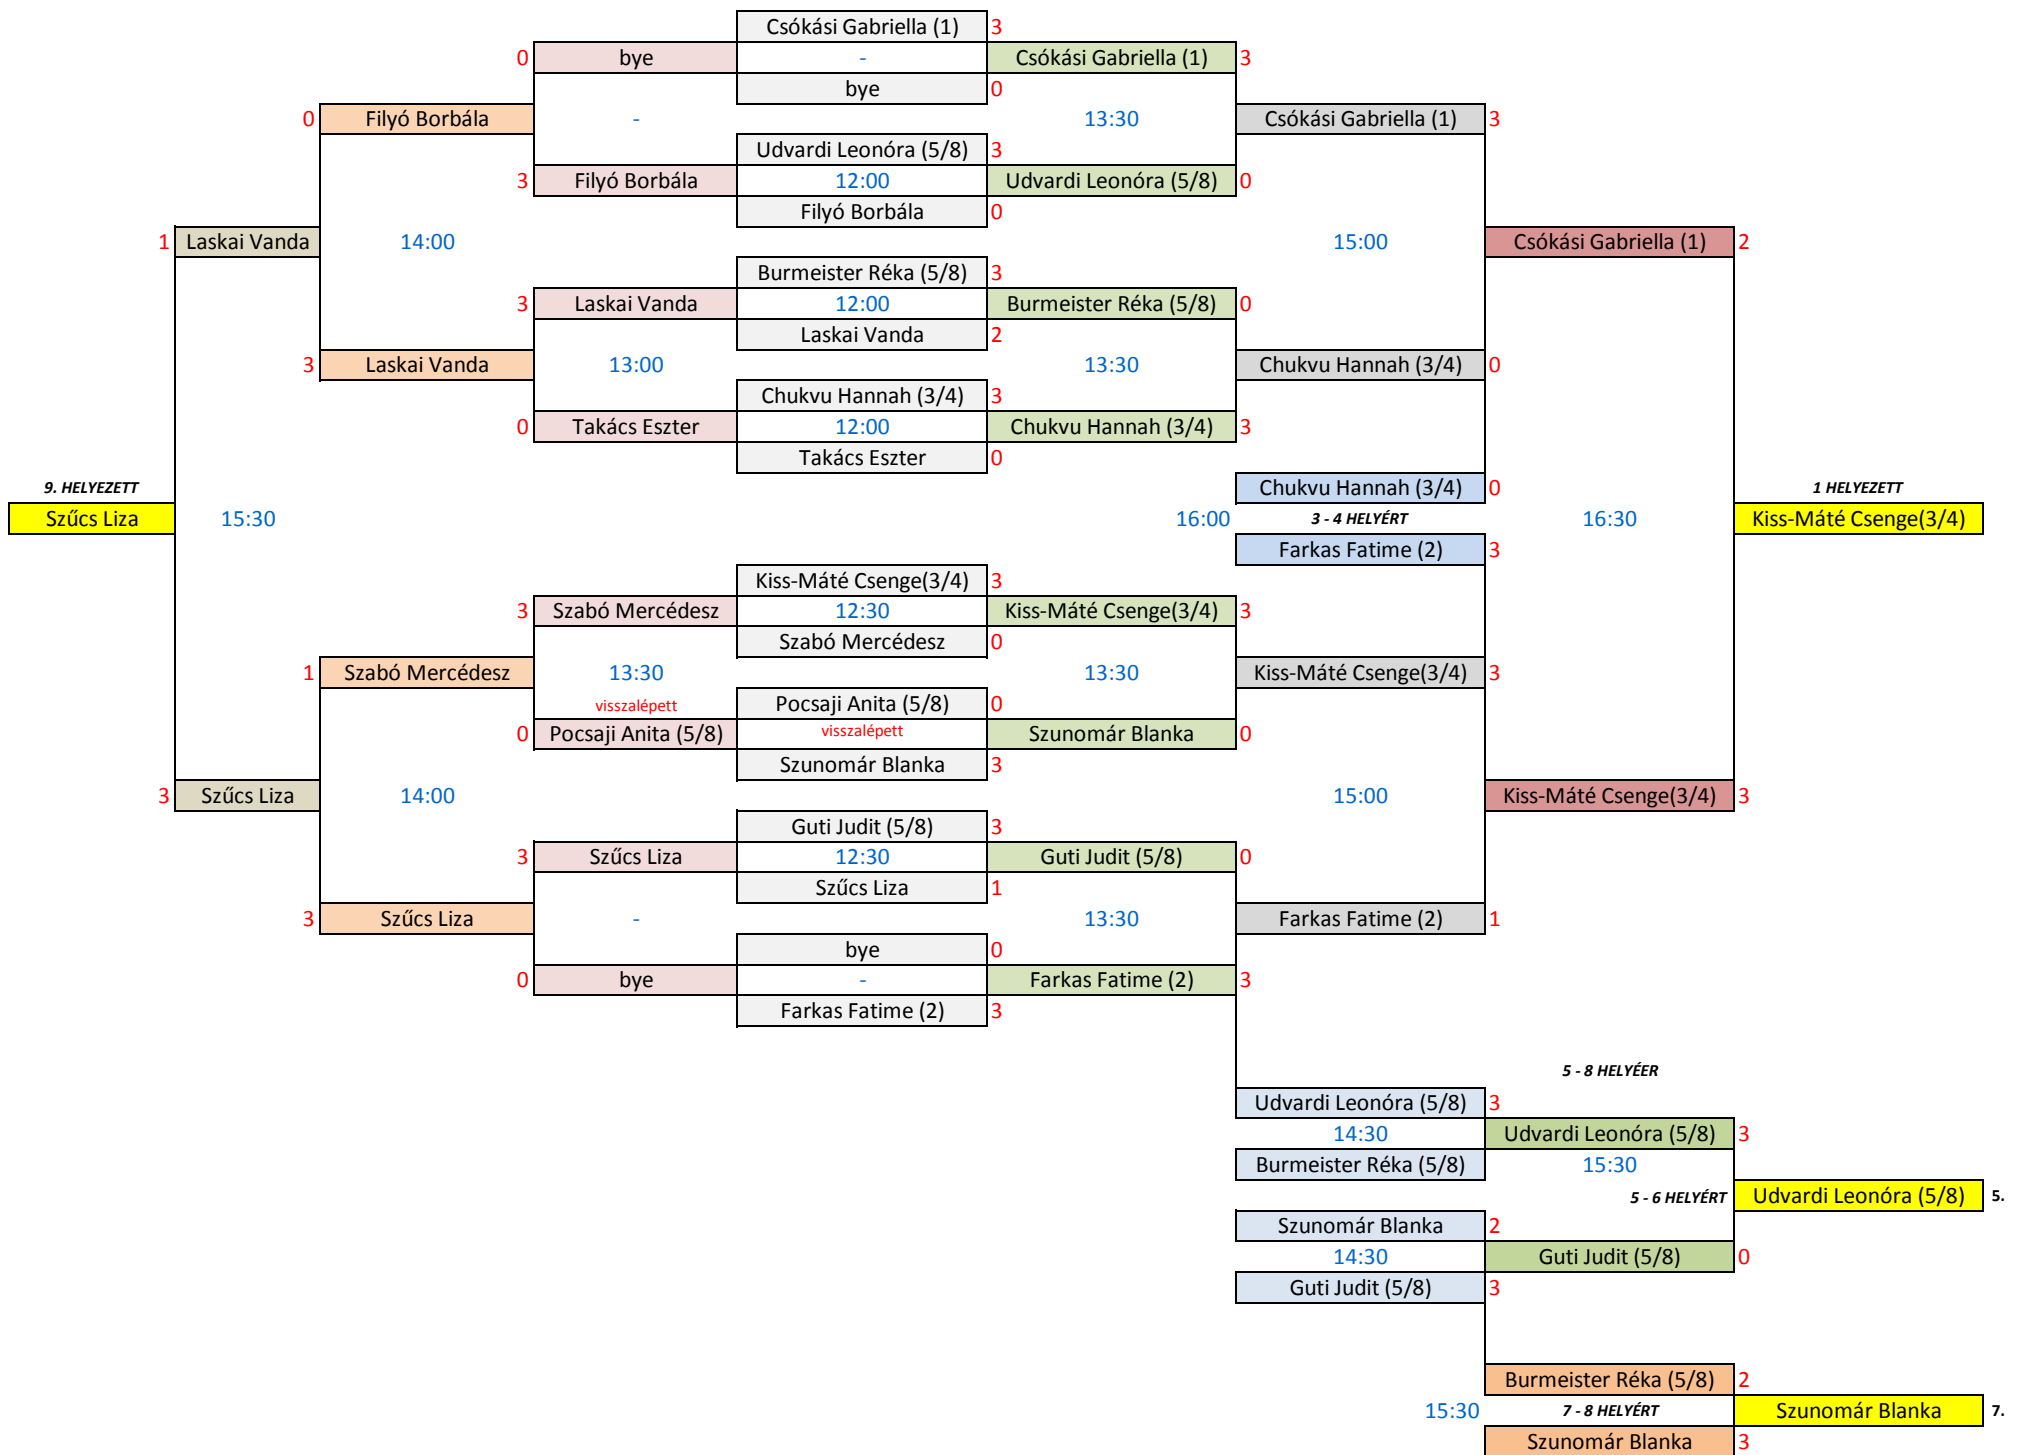 Csókási Gabriella (1) 3
0 bye - Csókási Gabriella (1) 3
bye 0
0 Filyó Borbála - 13:30 Csókási Gabriella (1) 3
Udvardi Leonóra (5/8) 3
3 Filyó Borbála 12:00 Udvardi Leonóra (5/8) 0
Filyó Borbála 0
1 Laskai Vanda 14:00 15:00 Csókási Gabriella (1) 2
Burmeister Réka (5/8) 3
3 Laskai Vanda 12:00 Burmeister Réka (5/8) 0
Laskai Vanda 2
3 Laskai Vanda 13:00 13:30 Chukvu Hannah (3/4) 0
Chukvu Hannah (3/4) 3
0 Takács Eszter 12:00 Chukvu Hannah (3/4) 3
Takács Eszter 0
9. HELYEZETT Chukvu Hannah (3/4) 0 1 HELYEZETT
Szűcs Liza 15:30 16:00 3 - 4 HELYÉRT 16:30 Kiss-Máté Csenge(3/4)
Farkas Fatime (2) 3
Kiss-Máté Csenge(3/4) 3
3 Szabó Mercédesz 12:30 Kiss-Máté Csenge(3/4) 3
Szabó Mercédesz 0
1 Szabó Mercédesz 13:30 13:30 Kiss-Máté Csenge(3/4) 3
visszalépett Pocsaji Anita (5/8) 0
0 Pocsaji Anita (5/8) visszalépett Szunomár Blanka 0
Szunomár Blanka 3
3 Szűcs Liza 14:00 15:00 Kiss-Máté Csenge(3/4) 3
Guti Judit (5/8) 3
3 Szűcs Liza 12:30 Guti Judit (5/8) 0
Szűcs Liza 1
3 Szűcs Liza - 13:30 Farkas Fatime (2) 1
bye 0
0 bye - Farkas Fatime (2) 3
Farkas Fatime (2) 3
5 - 8 HELYÉER
Udvardi Leonóra (5/8) 3
14:30 Udvardi Leonóra (5/8) 3
Burmeister Réka (5/8) 15:30
5 - 6 HELYÉRT Udvardi Leonóra (5/8) 5.
Szunomár Blanka 2
14:30 Guti Judit (5/8) 0
Guti Judit (5/8) 3
Burmeister Réka (5/8) 2
15:30 7 - 8 HELYÉRT Szunomár Blanka 7.
Szunomár Blanka 3